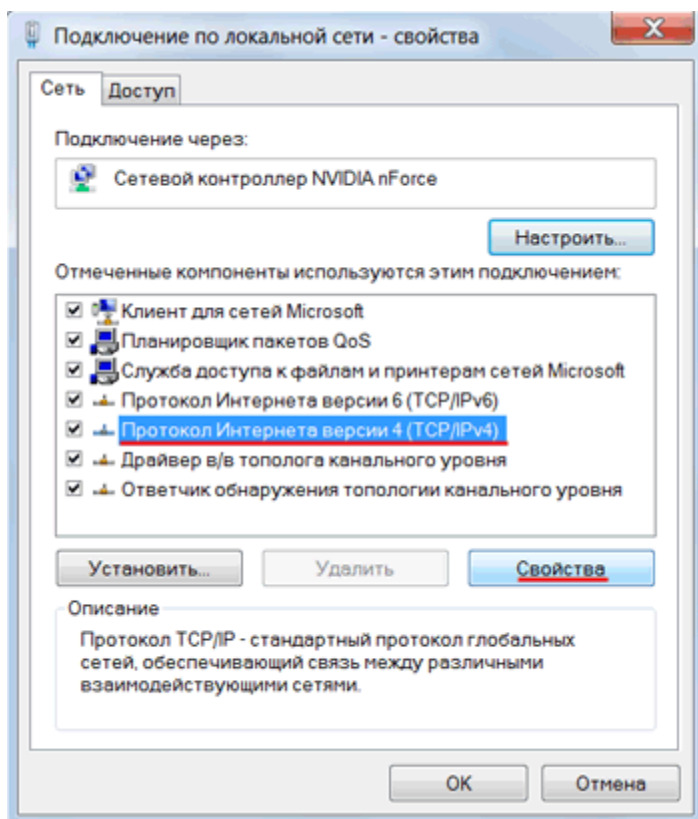 Подключение по локальной сети - свойства
Сеть
Доступ
Подключение через:
Сетевой контроллер NVIDIA nForce
Настроить...
Отмеченные компоненты используются этим подключением:
Клиент для сетей Microsoft
Планировщик пакетов QoS
Служба доступа к файлам и принтерам сетей Microsoft
Протокол Интернета версии 6 (TCP/IPv6)
Протокол Интернета версии 4 (TCP/IPv4)
Драйвер в/в тополога канального уровня
Ответчик обнаружения топологии канального уровня
Установить...
Удалить
Свойства
Описание
Протокол TCP/IP - стандартный протокол глобальных
сетей, обеспечивающий связь между различными
взаимодействующими сетями.
ОК
Отмена